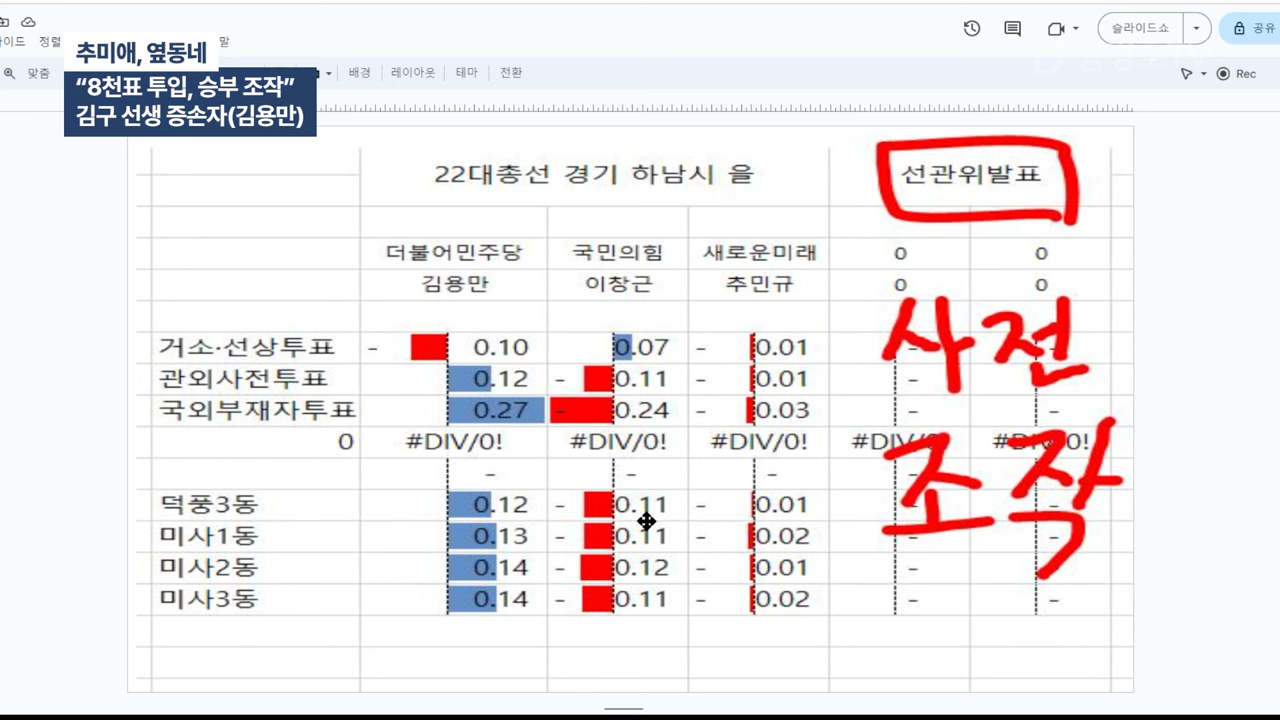 슬라이드쇼
공유
이드 정렬
말
추미애, 옆동네
“8천표 투입, 승부 조작”
김구 선생 증손자(김용만)
맞춤
배경 레이아웃 테마 전환
Rec
22대총선 경기 하남시 을 선관위발표
더불어민주당 국민의힘 새로운미래 0 0
김용만 이창근 추민규 0 0
사전
거소·선상투표 - 0.10 0.07 - 0.01 -
관외사전투표 0.12 - 0.11 - 0.01 - -
국외부재자투표 0.27 - 0.24 - 0.03 - -
0 #DIV/0! #DIV/0! #DIV/0! #DIV/0! #DIV/0!
- - - - -
조작
덕풍3동 0.12 - 0.11 - 0.01 - -
미사1동 0.13 - 0.11 - 0.02 - -
미사2동 0.14 - 0.12 - 0.01 - -
미사3동 0.14 - 0.11 - 0.02 - -